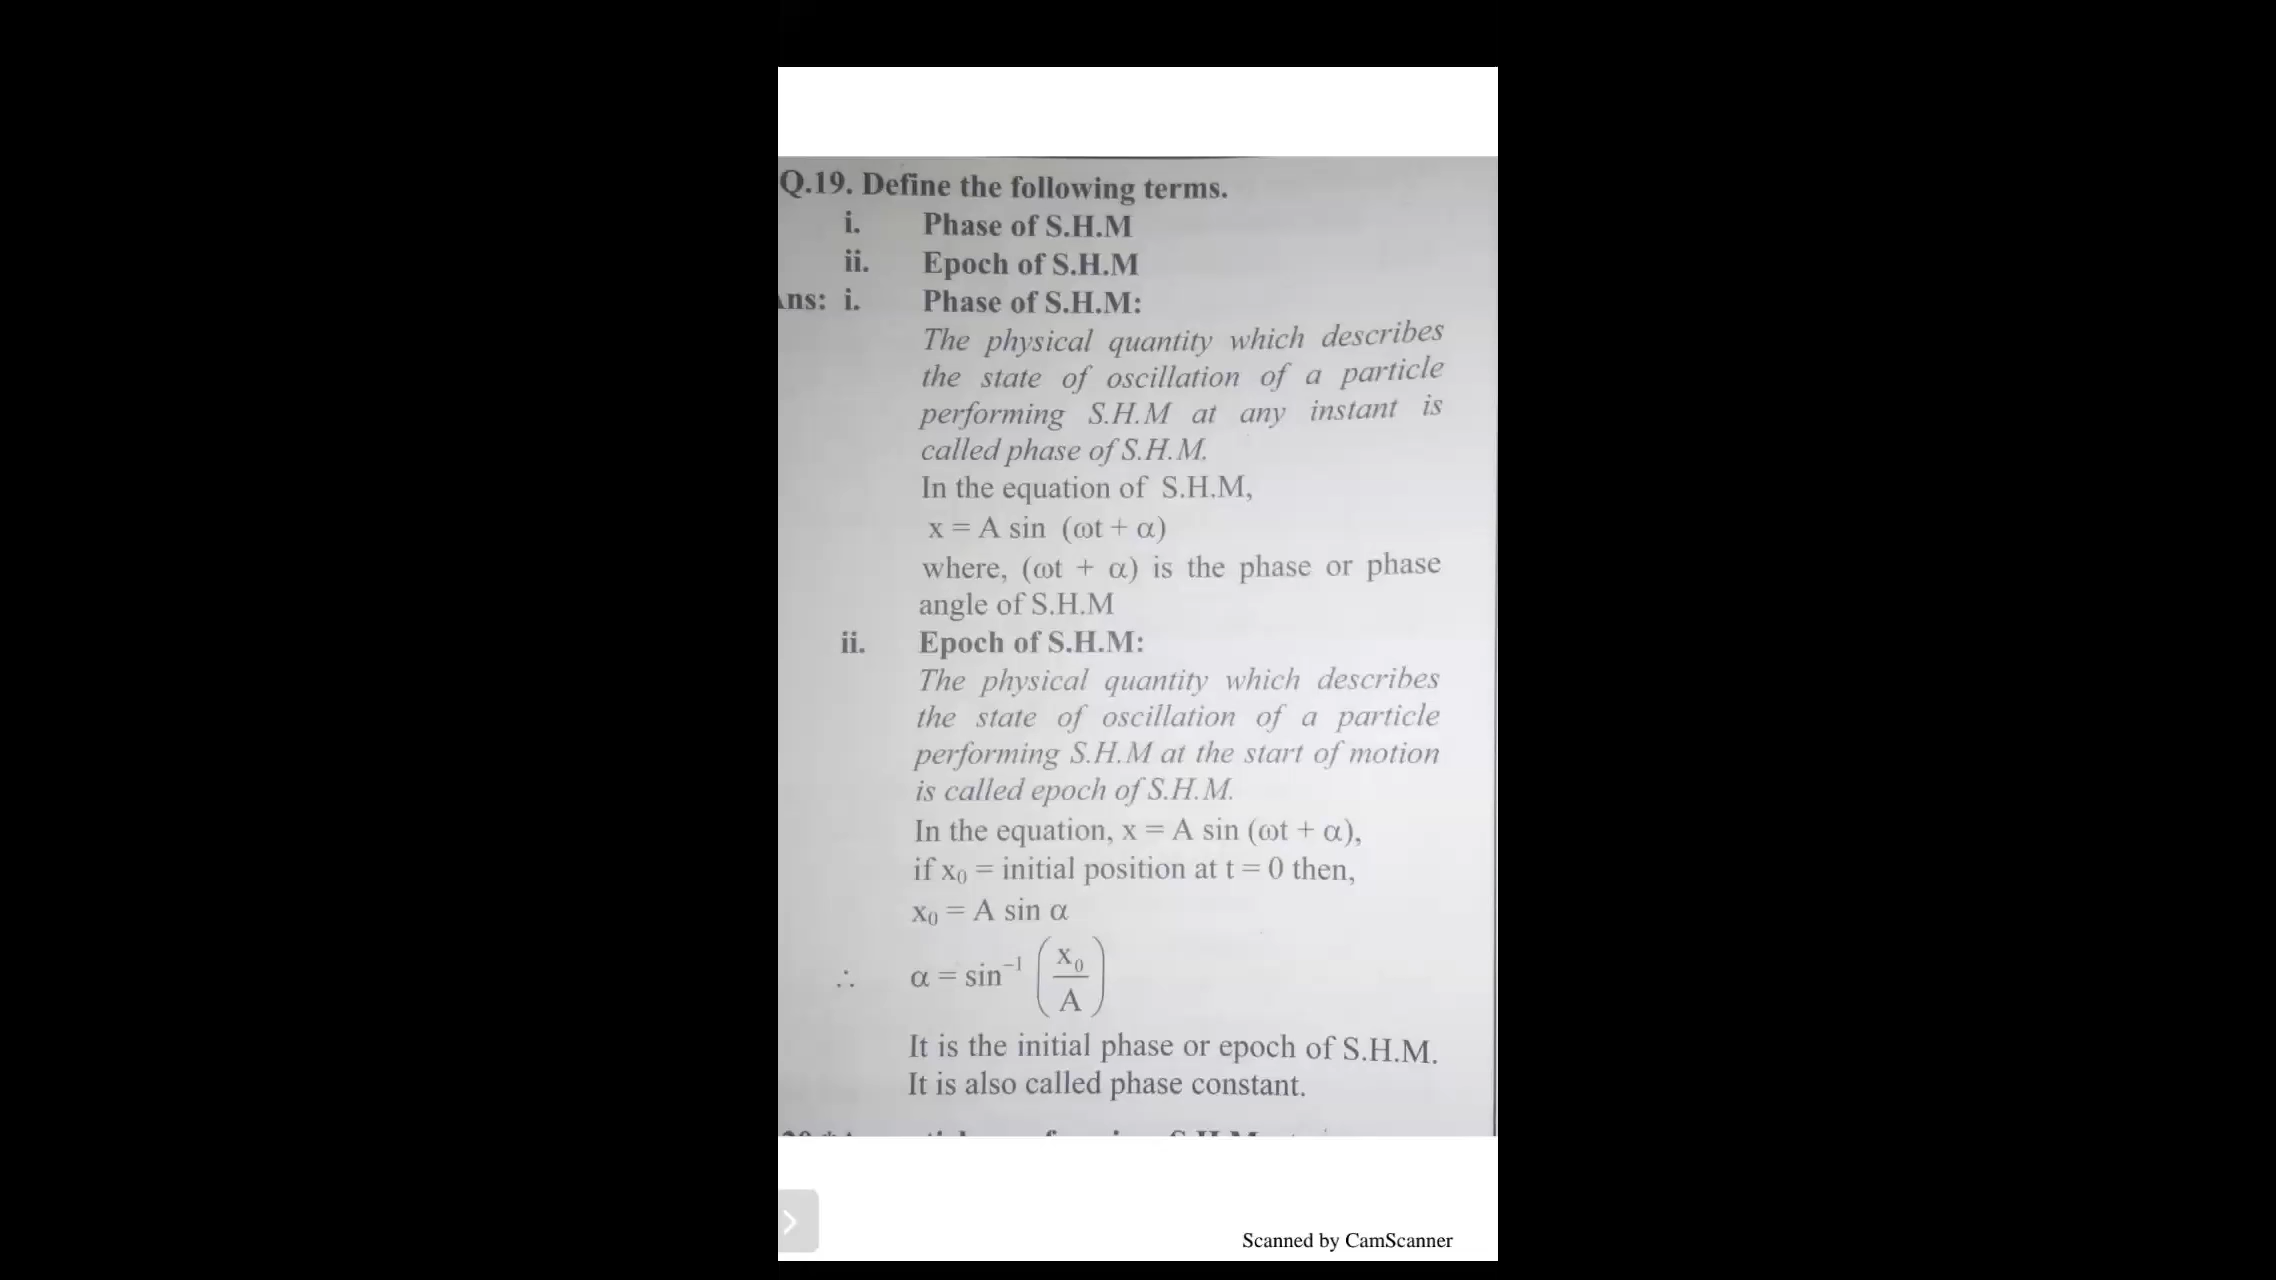 Q.19. Define the following terms.
i. Phase of S.H.M
ii. Epoch of S.H.M
ns: i. Phase of S.H.M:
The physical quantity which describes
the state of oscillation of a particle
performing S.H.M at any instant is
called phase of S.H.M.
In the equation of S.H.M,
x = A sin (ωt + α)
where, (ωt + α) is the phase or phase
angle of S.H.M
ii. Epoch of S.H.M:
The physical quantity which describes
the state of oscillation of a particle
performing S.H.M at the start of motion
is called epoch of S.H.M.
In the equation, x = A sin (ωt + α),
if x₀ = initial position at t = 0 then,
x₀ = A sin α
∴ α = sin⁻¹ (x₀/A)
It is the initial phase or epoch of S.H.M.
It is also called phase constant.
Scanned by CamScanner